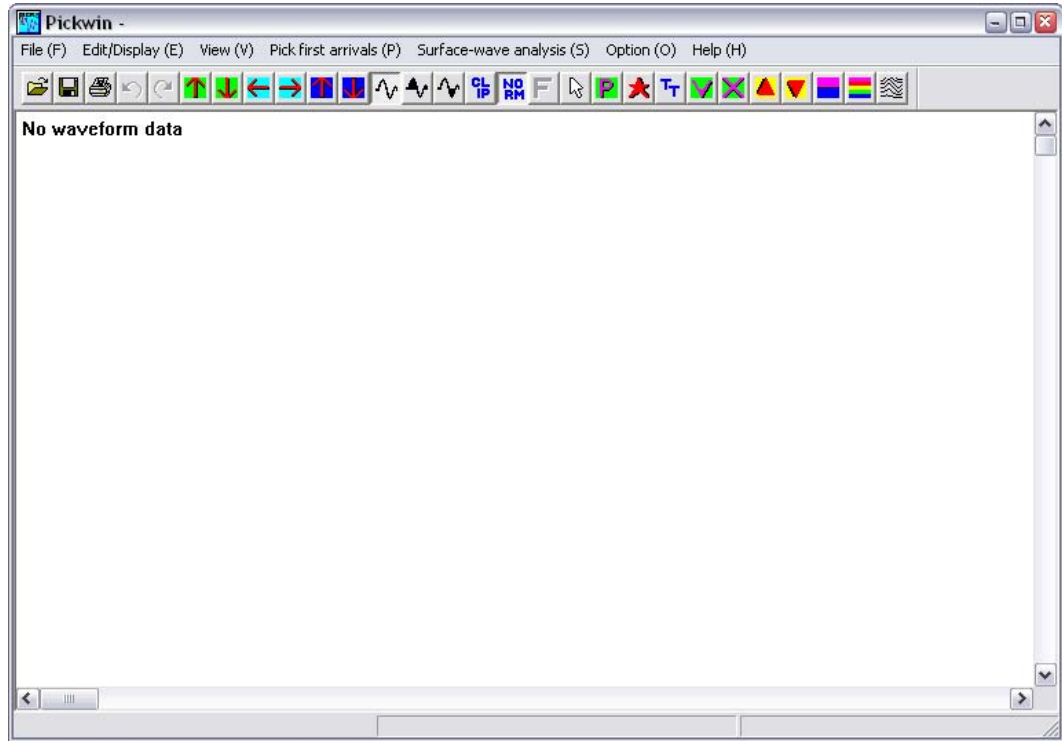 Pickwin -
File (F) Edit/Display (E) View (V) Pick first arrivals (P) Surface-wave analysis (S) Option (O) Help (H)
CL IP NO RM F P TT
No waveform data